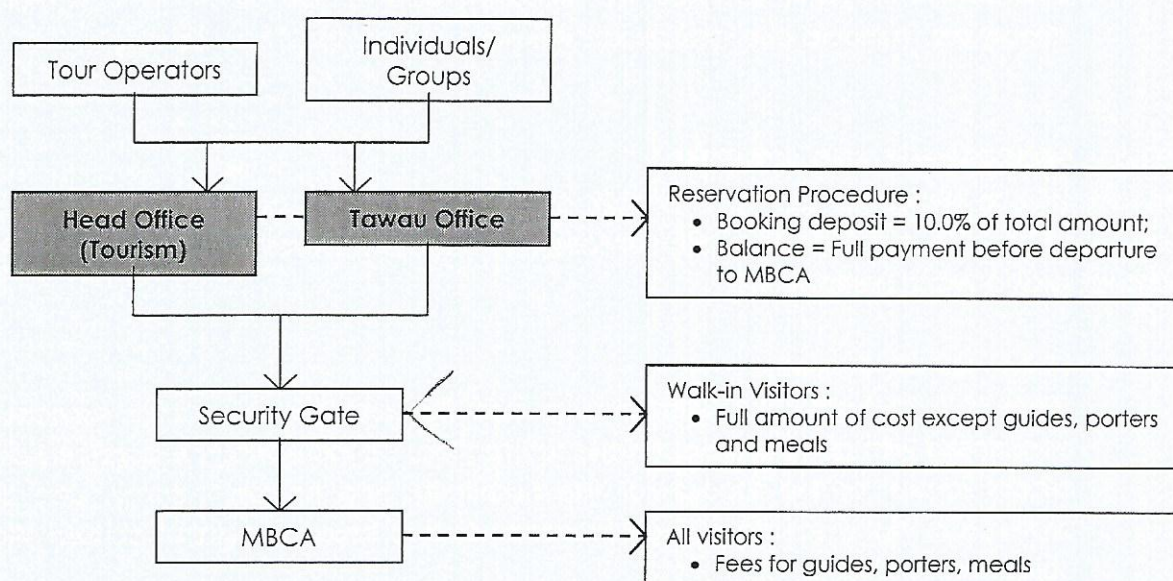 Tour Operators
Individuals/
Groups
Head Office
(Tourism)
Tawau Office
Reservation Procedure :
• Booking deposit = 10.0% of total amount;
• Balance = Full payment before departure
to MBCA
Security Gate
Walk-in Visitors :
• Full amount of cost except guides, porters
and meals
MBCA
All visitors :
• Fees for guides, porters, meals